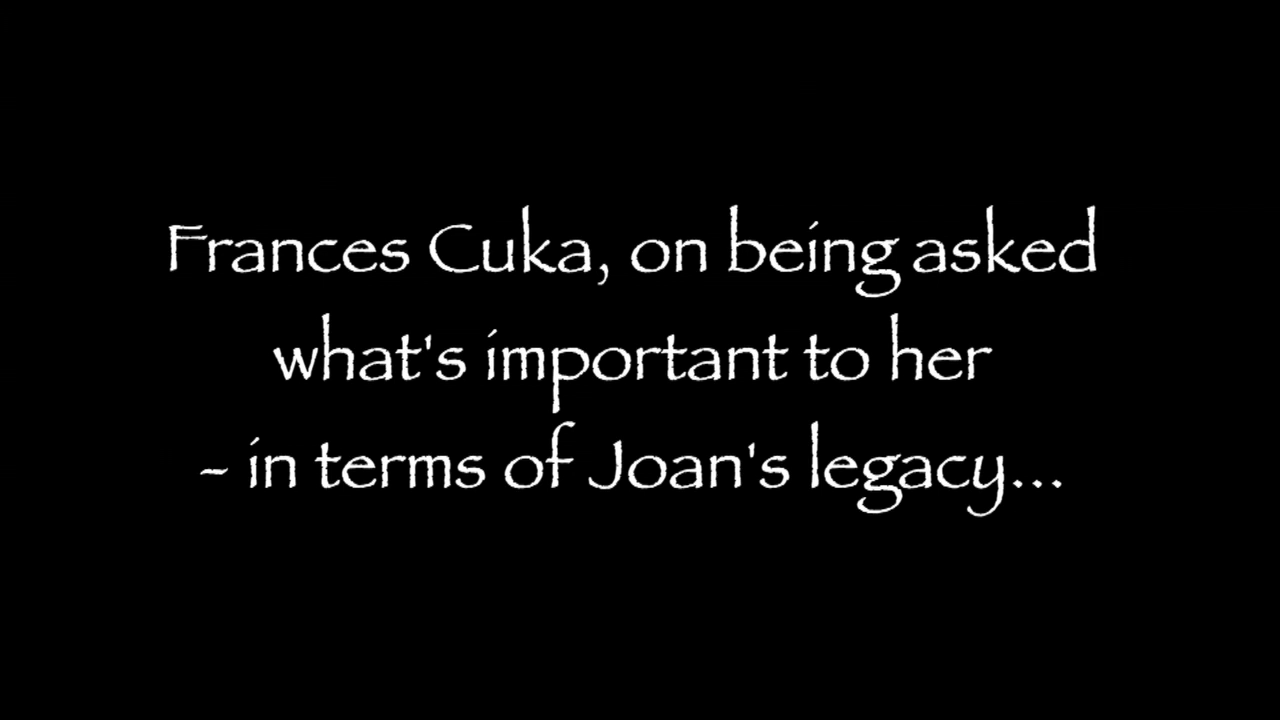 Frances Cuka, on being asked
what's important to her
- in terms of Joan's legacy...